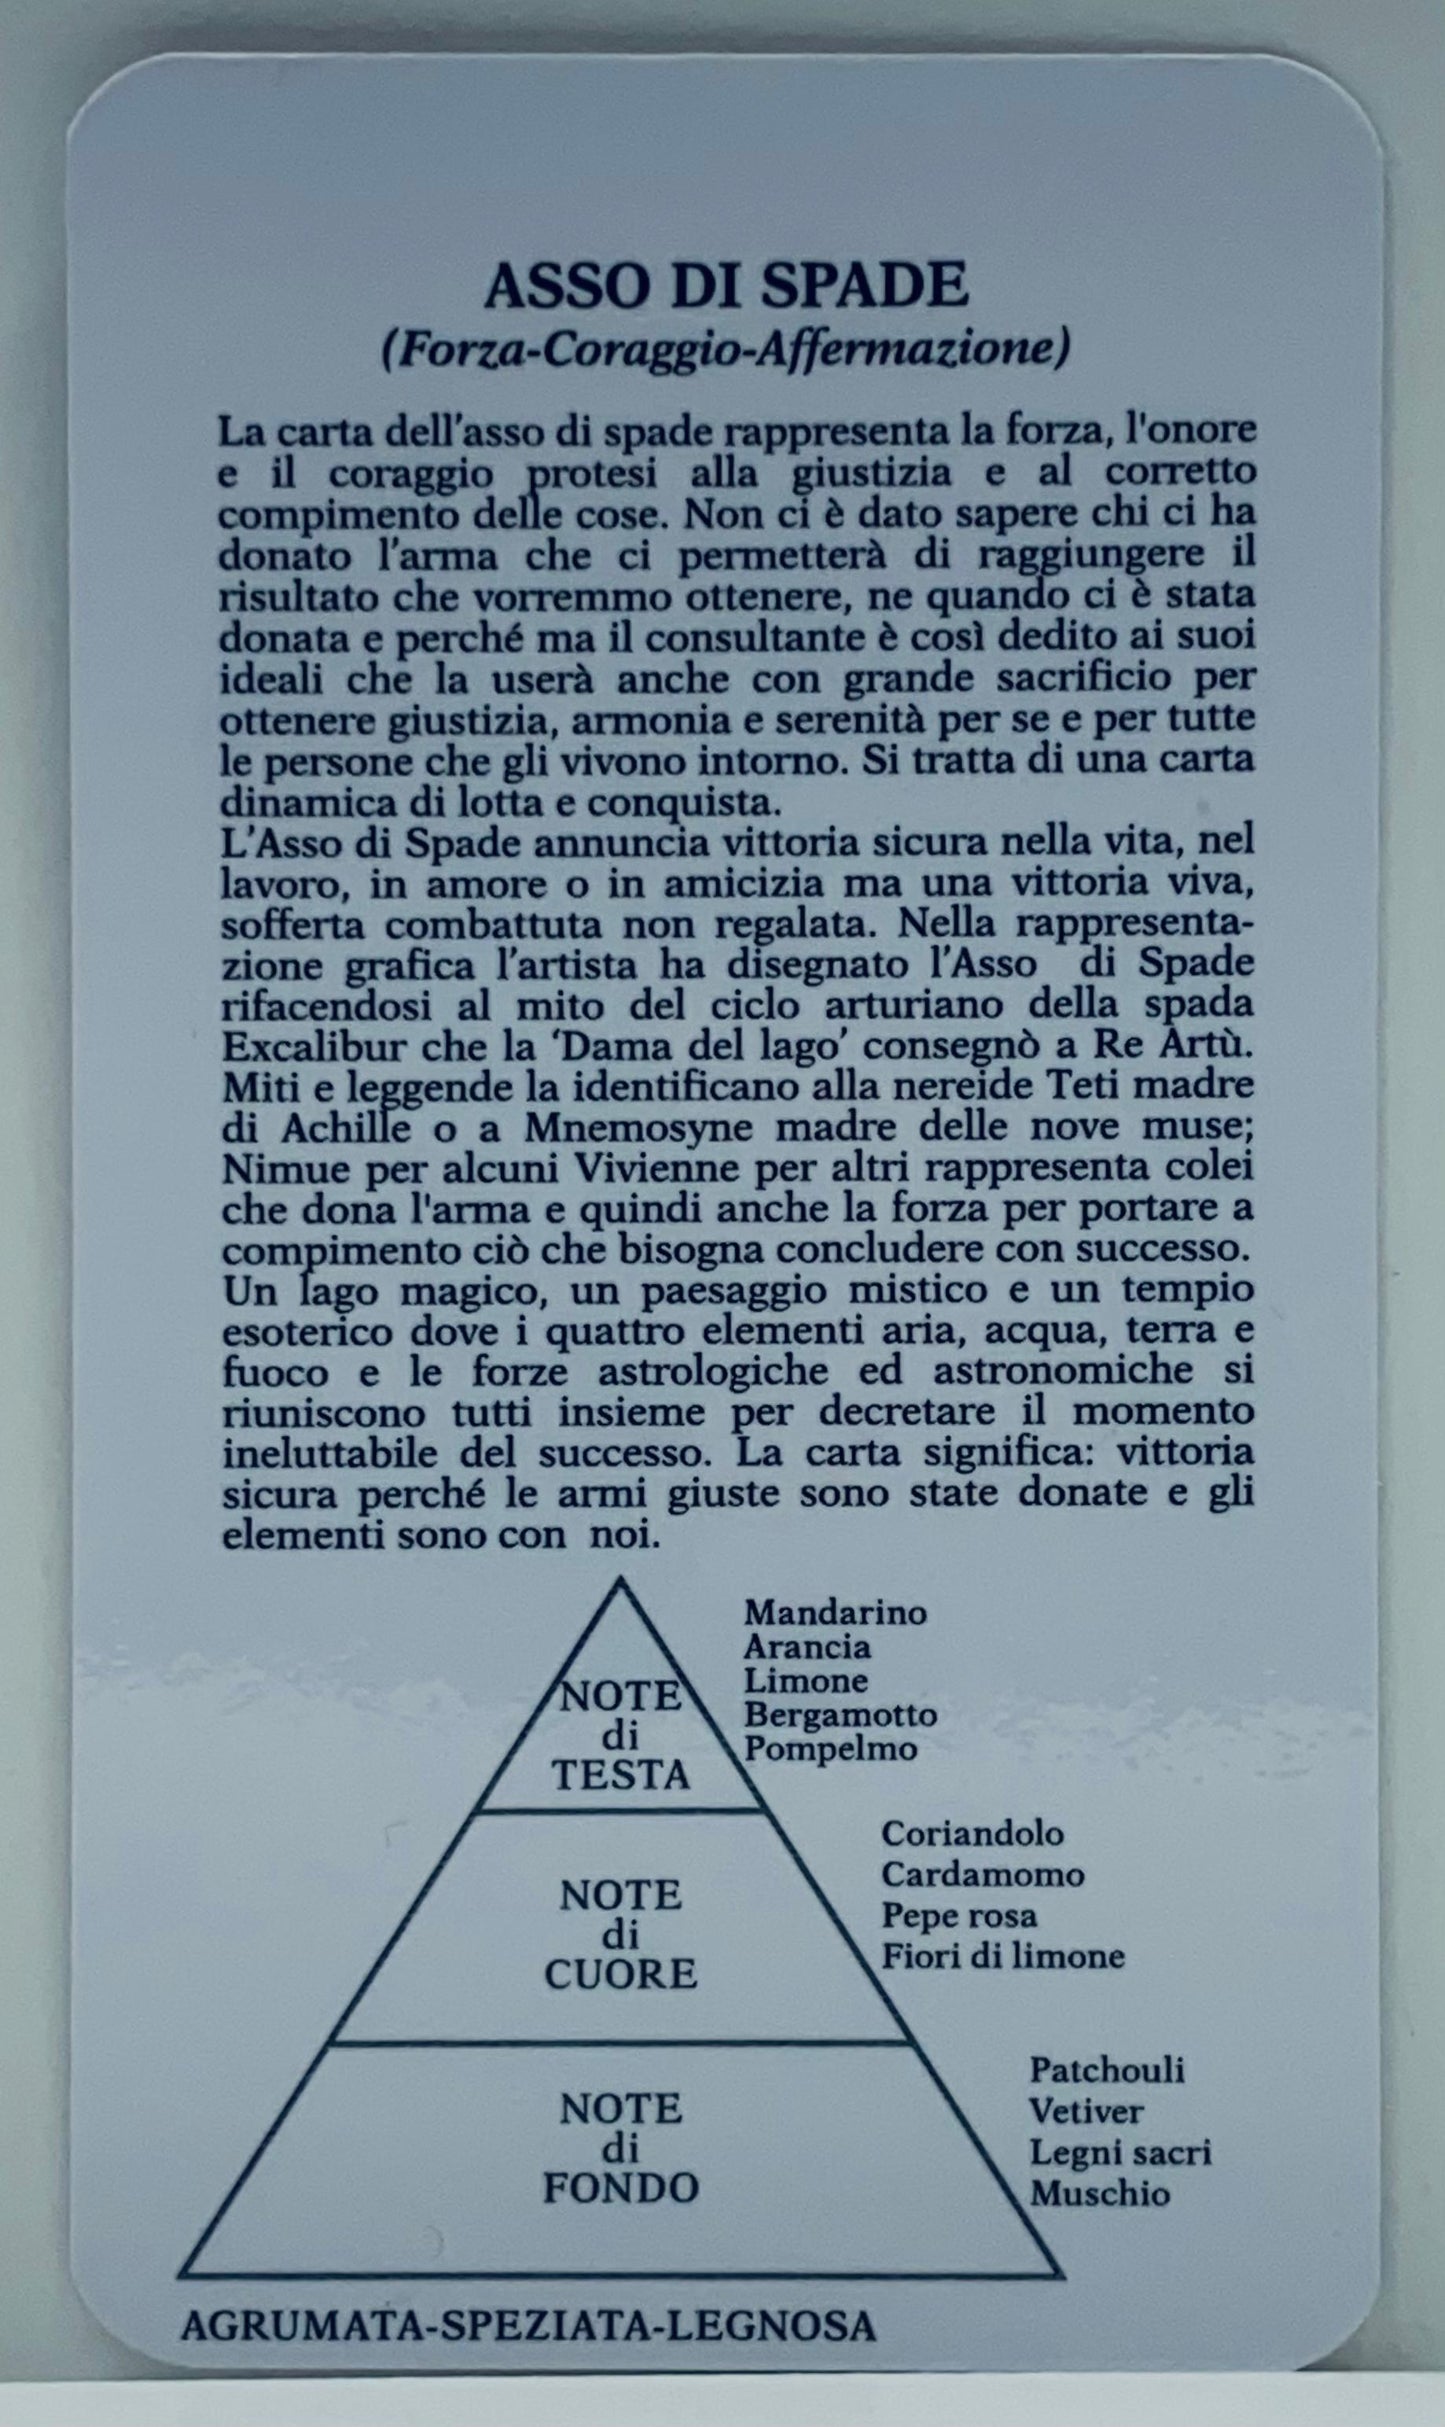 ASSO DI SPADE
(Forza-Coraggio-Affermazione)
La carta dell'asso di spade rappresenta la forza, l'onore
e il coraggio protesi alla giustizia e al corretto
compimento delle cose. Non ci è dato sapere chi ci ha
donato l'arma che ci permetterà di raggiungere il
risultato che vorremmo ottenere, ne quando ci è stata
donata e perché ma il consultante è così dedito ai suoi
ideali che la userà anche con grande sacrificio per
ottenere giustizia, armonia e serenità per se e per tutte
le persone che gli vivono intorno. Si tratta di una carta
dinamica di lotta e conquista.
L'Asso di Spade annuncia vittoria sicura nella vita, nel
lavoro, in amore o in amicizia ma una vittoria viva,
sofferta combattuta non regalata. Nella rappresenta-
zione grafica l'artista ha disegnato l'Asso di Spade
rifacendosi al mito del ciclo arturiano della spada
Excalibur che la ‘Dama del lago’ consegnò a Re Artù.
Miti e leggende la identificano alla nereide Teti madre
di Achille o a Mnemosyne madre delle nove muse;
Nimue per alcuni Vivienne per altri rappresenta colei
che dona l'arma e quindi anche la forza per portare a
compimento ciò che bisogna concludere con successo.
Un lago magico, un paesaggio mistico e un tempio
esoterico dove i quattro elementi aria, acqua, terra e
fuoco e le forze astrologiche ed astronomiche si
riuniscono tutti insieme per decretare il momento
ineluttabile del successo. La carta significa: vittoria
sicura perché le armi giuste sono state donate e gli
elementi sono con noi.
NOTE
di
TESTA
Mandarino
Arancia
Limone
Bergamotto
Pompelmo
NOTE
di
CUORE
Coriandolo
Cardamomo
Pepe rosa
Fiori di limone
NOTE
di
FONDO
Patchouli
Vetiver
Legni sacri
Muschio
AGRUMATA-SPEZIATA-LEGNOSA